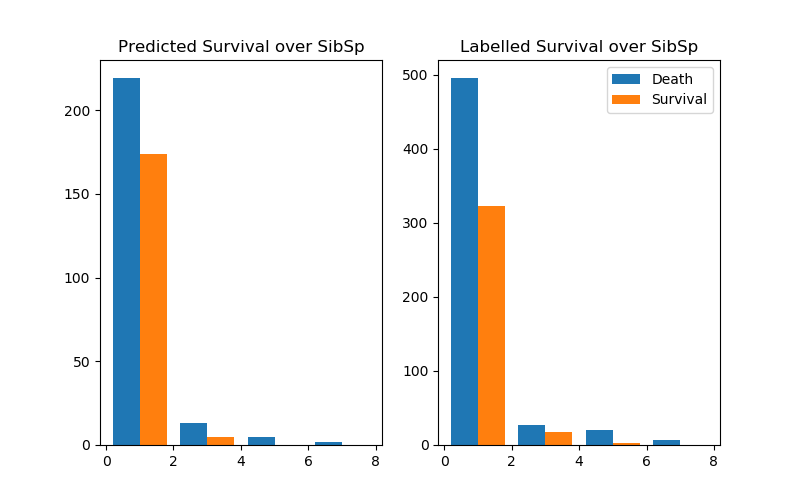 Predicted Survival over SibSp
200
150
100
50
0
0 2 4 6 8
Labelled Survival over SibSp
Death
Survival
500
400
300
200
100
0
0 2 4 6 8